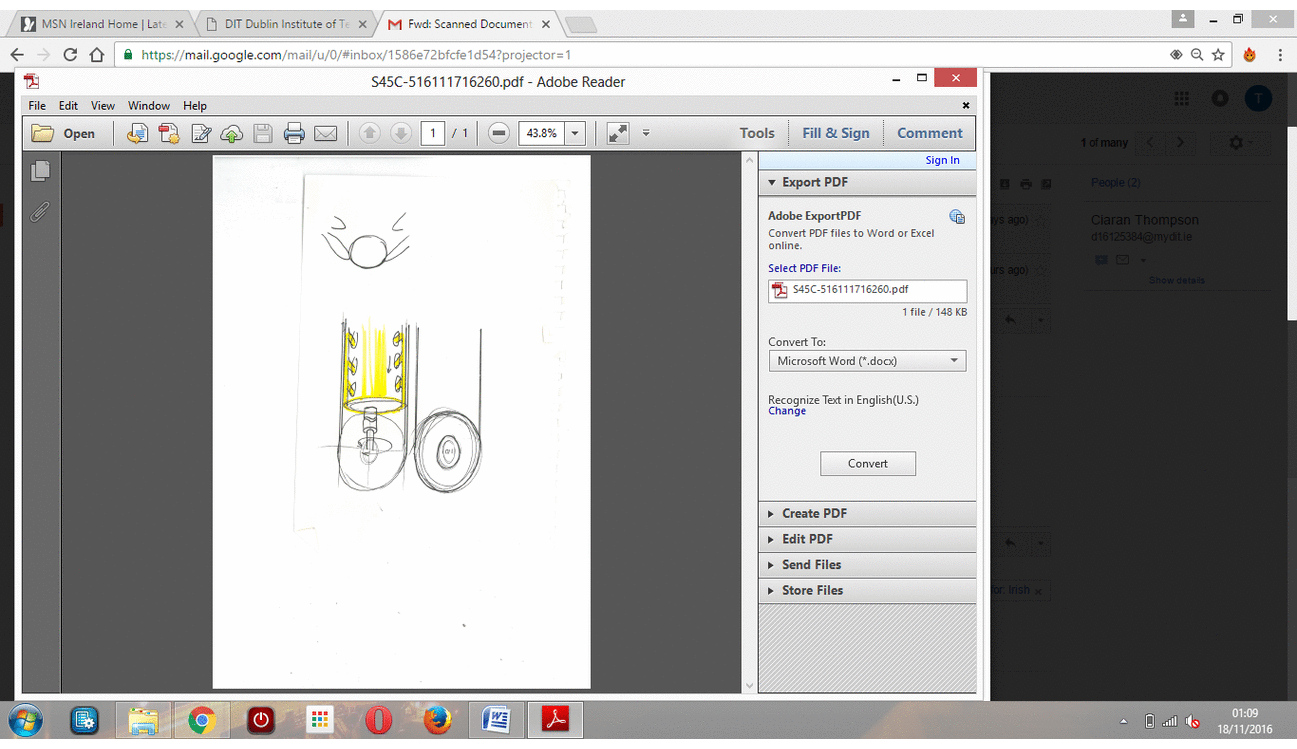 MSN Ireland Home | Late
DIT Dublin Institute of Te
Fwd: Scanned Document
https://mail.google.com/mail/u/0/#inbox/1586e72bfcfe1d54?projector=1
S45C-516111716260.pdf - Adobe Reader
File Edit View Window Help
Open
1 / 1
43.8%
Tools
Fill & Sign
Comment
Sign In
Export PDF
Adobe ExportPDF
Convert PDF files to Word or Excel
online.
Select PDF File:
S45C-516111716260.pdf
1 file / 148 KB
Convert To:
Microsoft Word (*.docx)
Recognize Text in English(U.S.)
Change
Convert
Create PDF
Edit PDF
Send Files
Store Files
1 of many
People (2)
Ciaran Thompson
d16125384@mydit.ie
Show details
T
ays ago)
urs ago)
or: Irish
01:09
18/11/2016